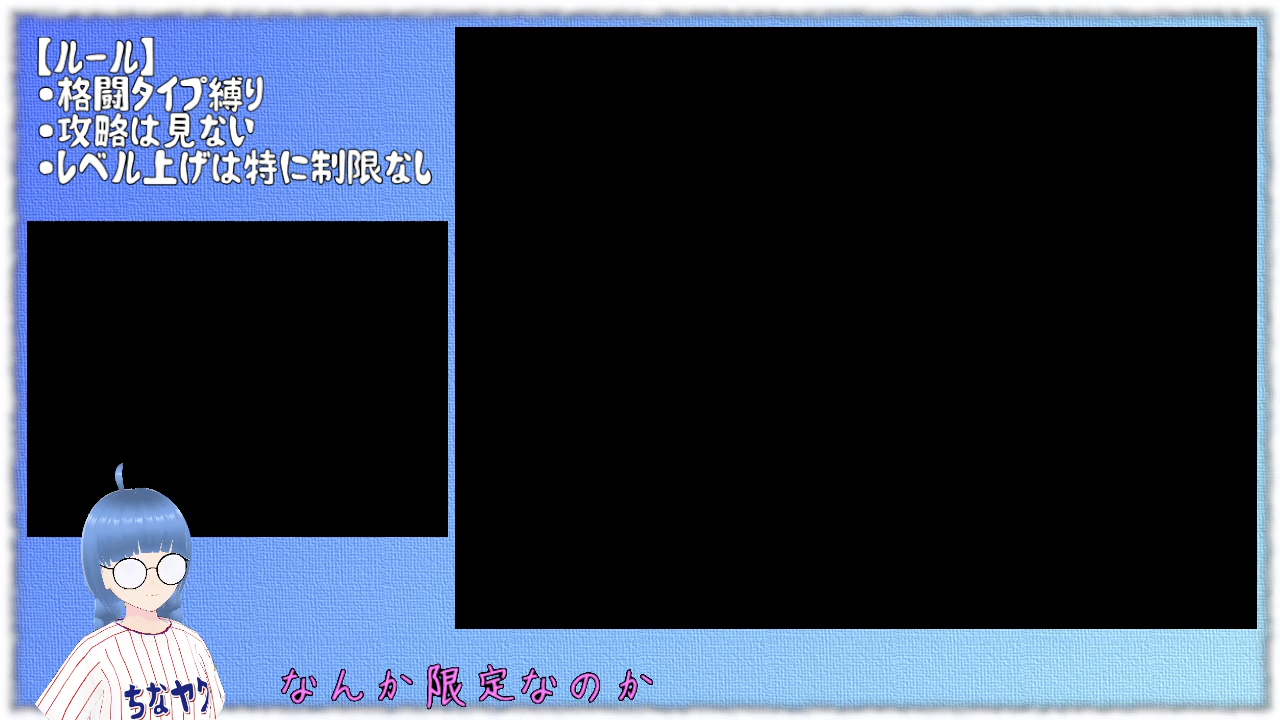 【ルール】
•格闘タイプ縛り
•攻略は見ない
•レベル上げは特に制限なし
ちなヤク
なんか限定なのか